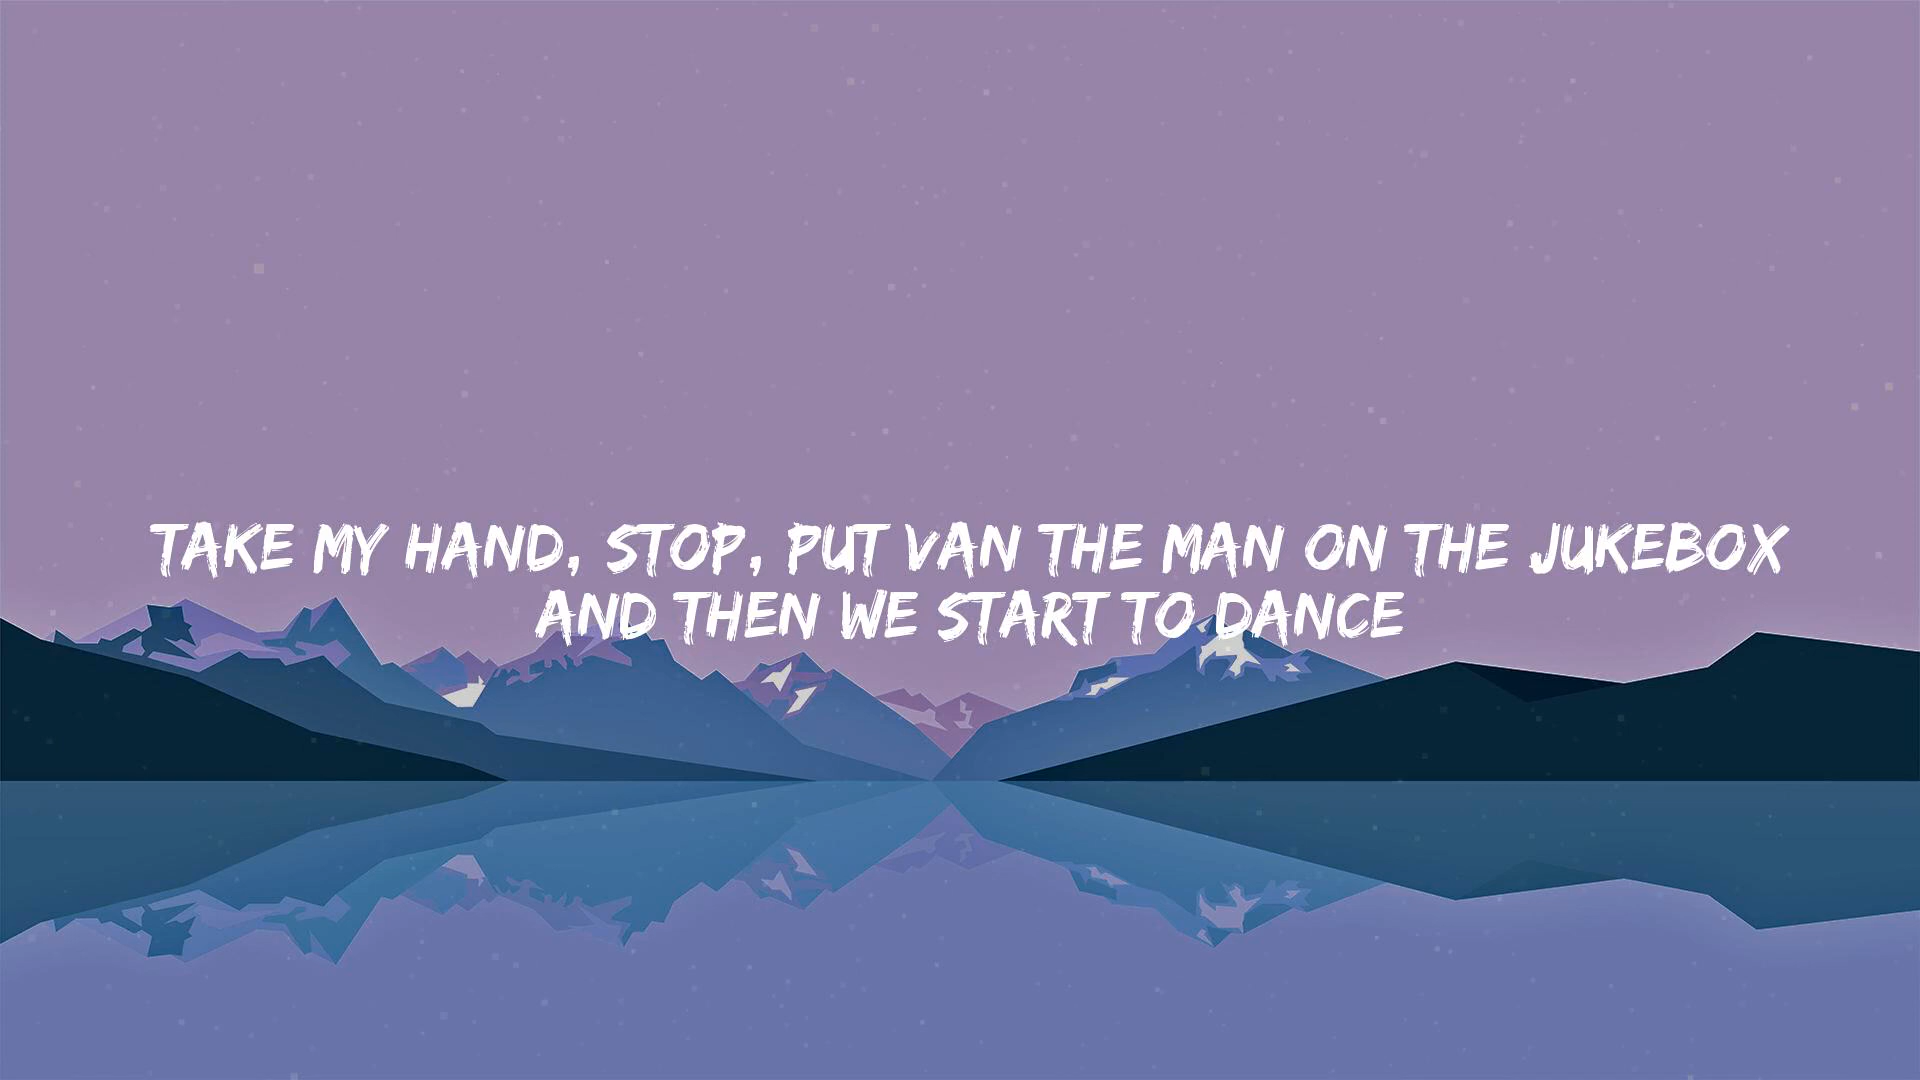 TAKE MY HAND, STOP, PUT VAN THE MAN ON THE JUKEBOX
AND THEN WE START TO DANCE